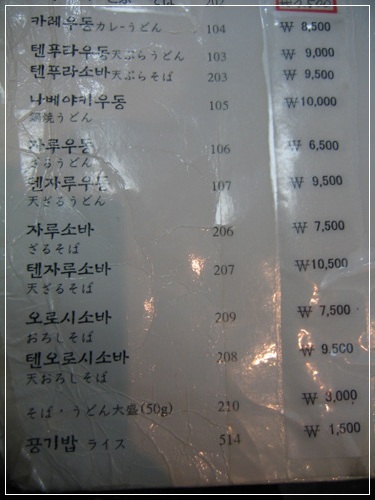 카레우동 カレーうどん 104 ₩ 8,500
텐푸라우동 天ぷらうどん 103 ₩ 9,000
텐푸라소바 天ぷらそば 203 ₩ 9,500
나베야키우동 105 ₩10,000
鍋焼うどん
자루우동 106 ₩ 6,500
ざるうどん
텐자루우동 107 ₩ 9,500
天ざるうどん
자루소바 206 ₩ 7,500
ざるそば
텐자루소바 207 ₩10,500
天ざるそば
오로시소바 209 ₩ 7,500
おろしそば
텐오로시소바 208 ₩ 9,500
天おろしそば
そば・うどん大盛(50g) 210 ₩ 3,000
공기밥 ライス 514 ₩ 1,500